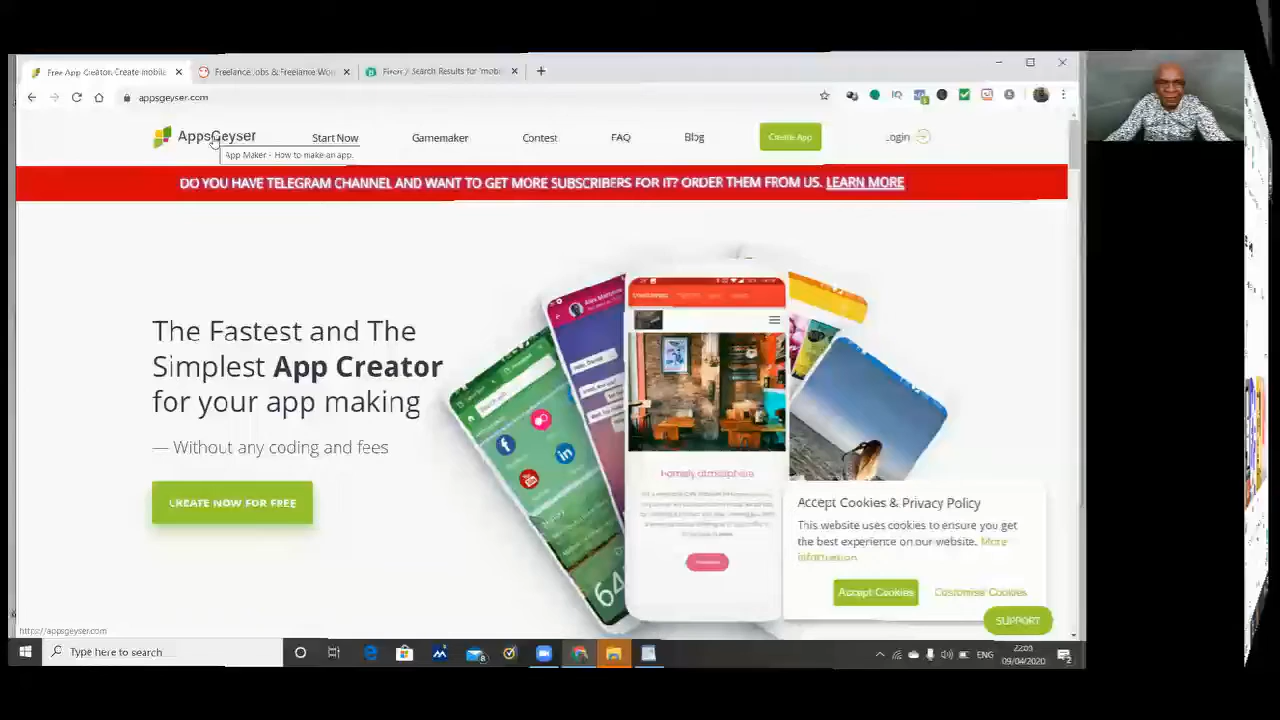 Free App Creator. Create mobile
Freelance Jobs & Freelance Wor
Fiverr / Search Results for 'mobi
appsgeyser.com
AppsGeyser
Start Now
Gamemaker
Contest
FAQ
Blog
Create App
Login
App Maker - How to make an app.
DO YOU HAVE TELEGRAM CHANNEL AND WANT TO GET MORE SUBSCRIBERS FOR IT? ORDER THEM FROM US. LEARN MORE
The Fastest and The
Simplest App Creator
for your app making
— Without any coding and fees
CREATE NOW FOR FREE
homely atmosphere
64
Accept Cookies & Privacy Policy
This website uses cookies to ensure you get
the best experience on our website. More
information
Accept Cookies
Customise Cookies
SUPPORT
https://appsgeyser.com
Type here to search
ENG
22:03
09/04/2020